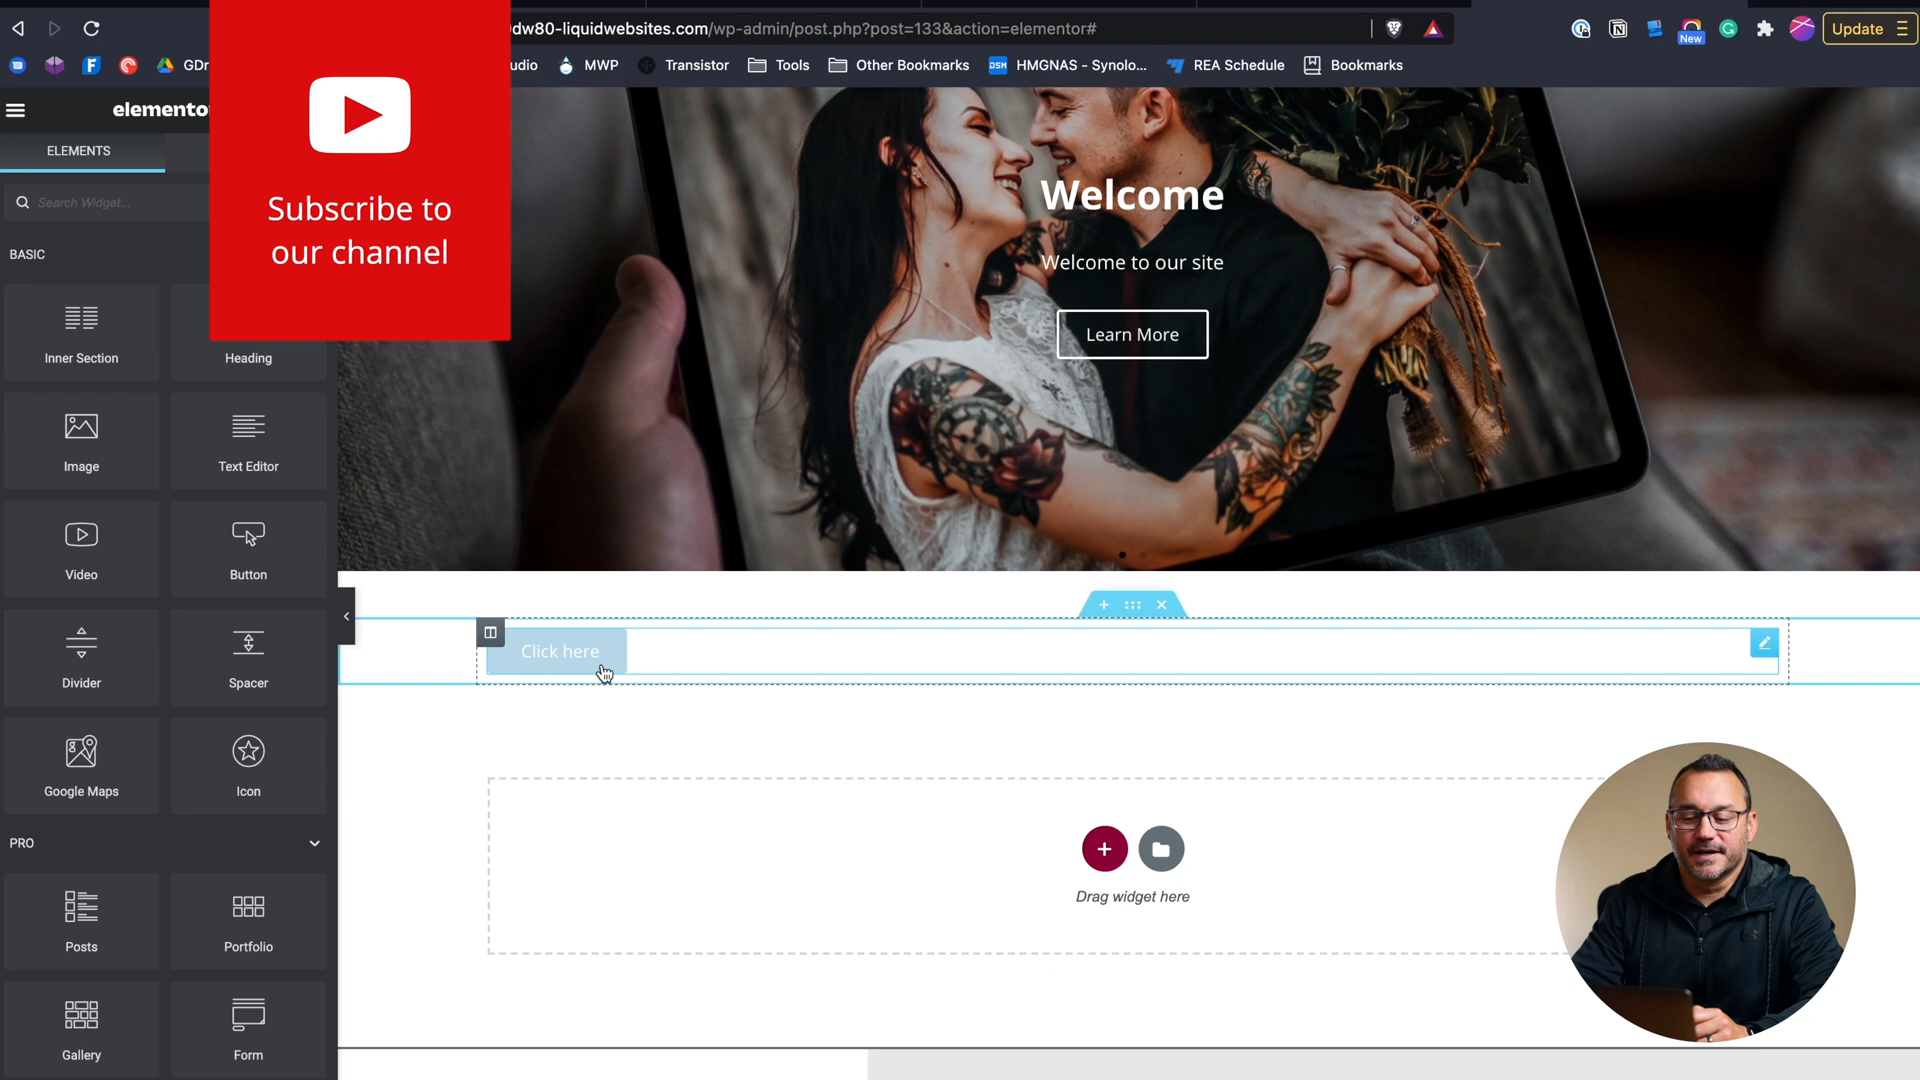 dw80-liquidwebsites.com/wp-admin/post.php?post=133&action=elementor#
New
Update
GDr
udio
MWP
Transistor
Tools
Other Bookmarks
DSM
HMGNAS - Synolo...
REA Schedule
Bookmarks
elemento
Subscribe to
our channel
ELEMENTS
Search Widget...
BASIC
Inner Section
Heading
Image
Text Editor
Video
Button
Divider
Spacer
Google Maps
Icon
PRO
Posts
Portfolio
Gallery
Form
Welcome
Welcome to our site
Learn More
Click here
Drag widget here